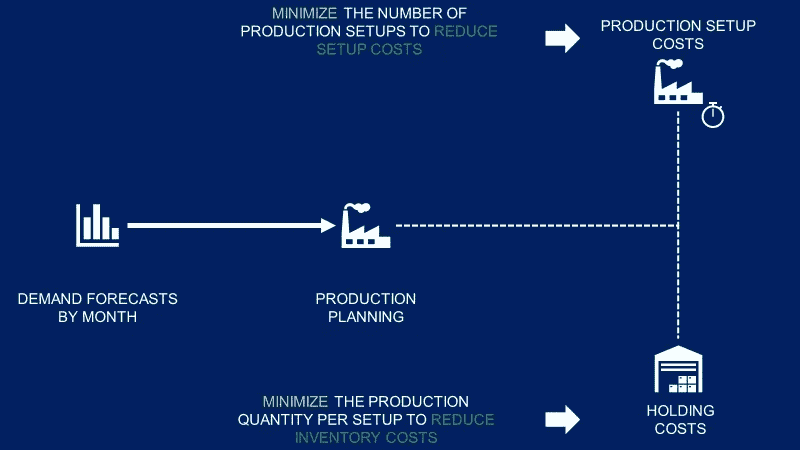 MINIMIZE THE NUMBER OF
PRODUCTION SETUPS TO REDUCE
SETUP COSTS
PRODUCTION SETUP
COSTS
DEMAND FORECASTS
BY MONTH
PRODUCTION
PLANNING
MINIMIZE THE PRODUCTION
QUANTITY PER SETUP TO REDUCE
INVENTORY COSTS
HOLDING
COSTS